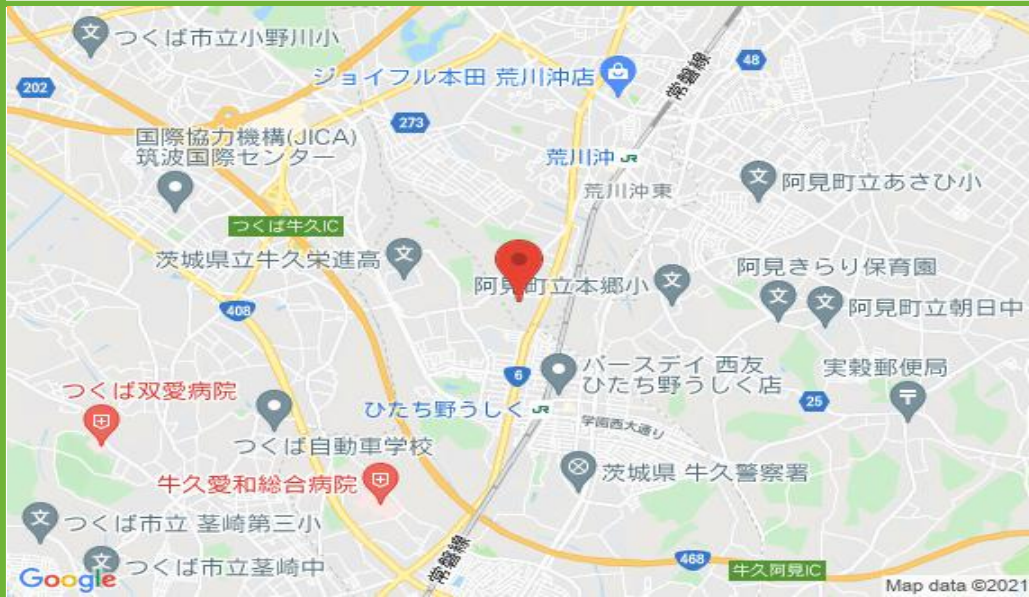 つくば市立小野川小
ジョイフル本田 荒川沖店
常磐線
48
202
273
国際協力機構(JICA)
筑波国際センター
荒川沖 JR
荒川沖東
阿見町立あさひ小
つくば牛久IC
茨城県立牛久栄進高
阿見町立本郷小
阿見きらり保育園
阿見町立朝日中
408
6
バースデイ 西友
ひたち野うしく店
実穀郵便局
つくば双愛病院
ひたち野うしく JR
25
学園西大通り
つくば自動車学校
牛久愛和総合病院
茨城県 牛久警察署
つくば市立 茎崎第三小
常磐線
468
つくば市立茎崎中
牛久阿見IC
Google
Map data ©2021